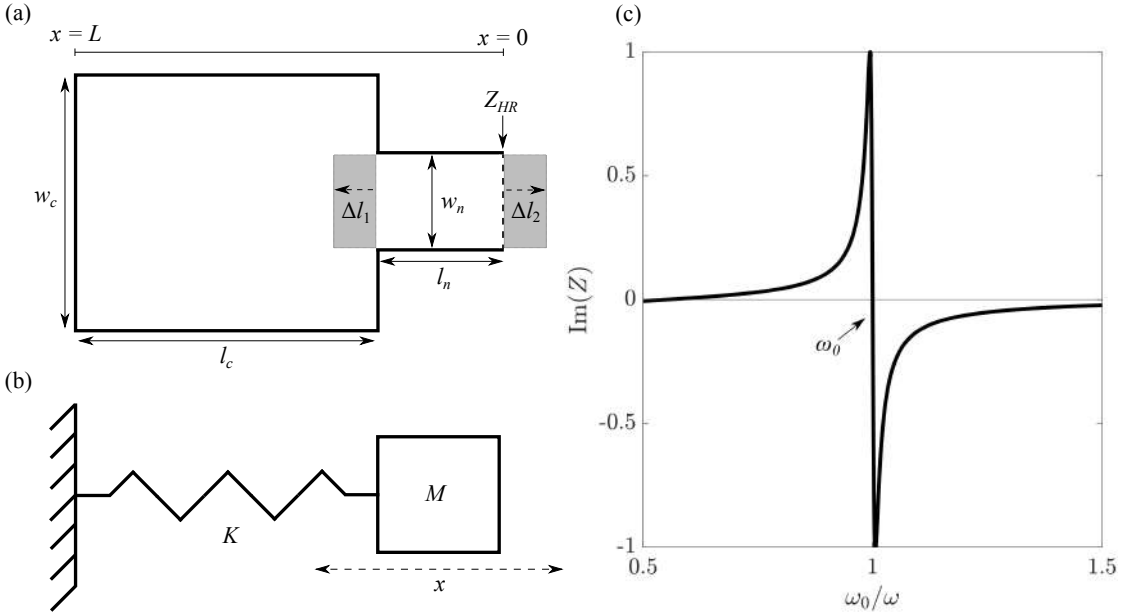 (a)
x = L
x = 0
Z_HR
w_c
Δl_1
w_n
Δl_2
l_n
l_c
(b)
M
K
x
(c)
1
0.5
0
-0.5
-1
Im(Z)
ω_0
0.5
1
1.5
ω_0/ω